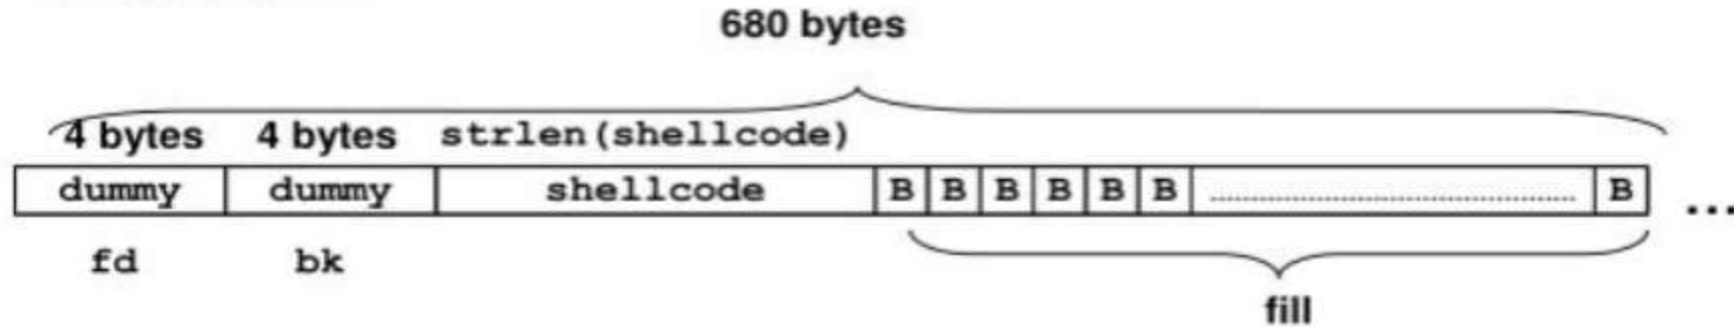 680 bytes
4 bytes 4 bytes strlen(shellcode)
dummy dummy shellcode B B B B B B ........................................ B ...
fd bk
fill